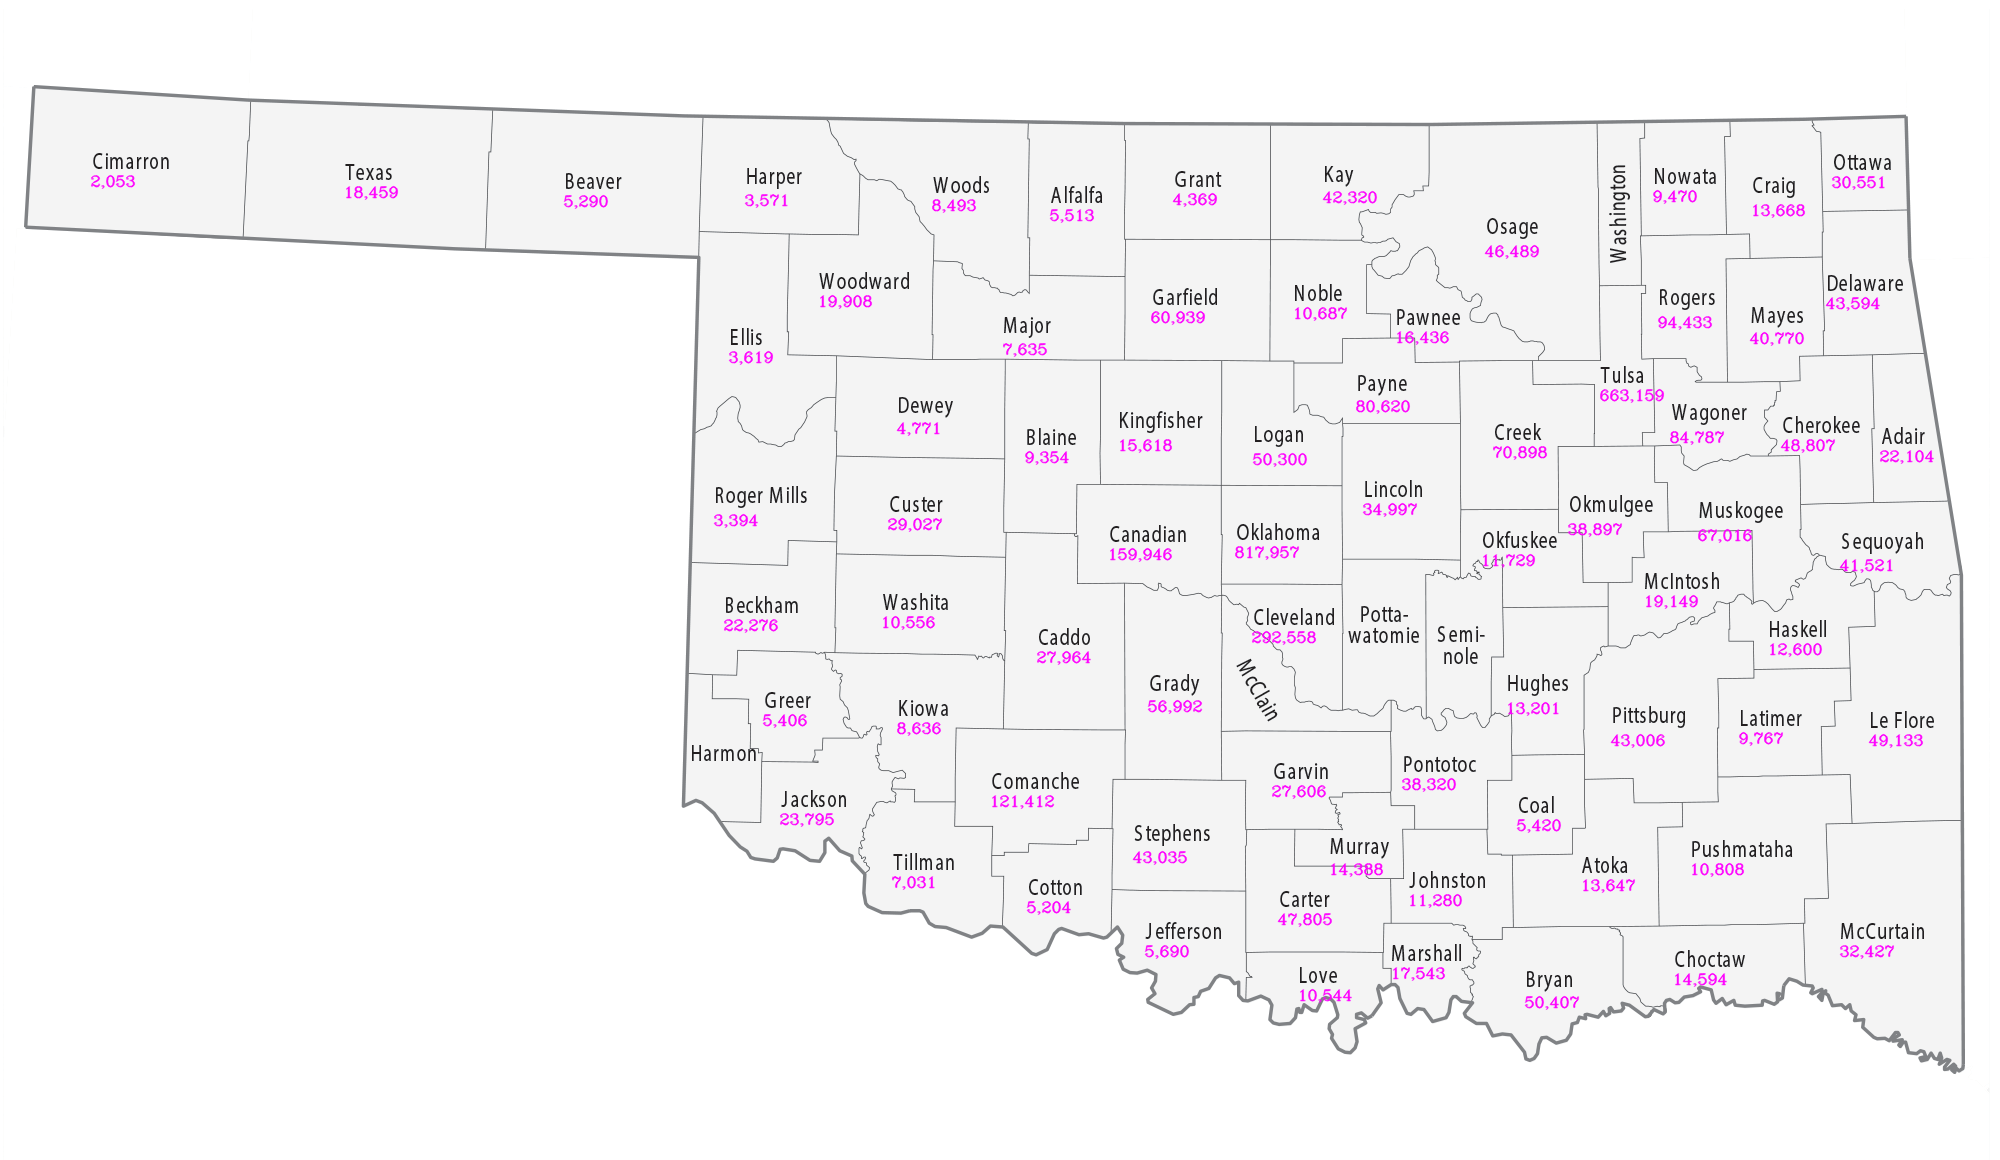 Cimarron
2,053
Texas
18,459
Beaver
5,290
Harper
3,571
Woods
8,493
Alfalfa
5,513
Grant
4,369
Kay
42,320
Osage
46,489
Washington
Nowata
9,470
Craig
13,668
Ottawa
30,551
Woodward
19,908
Ellis
3,619
Major
7,635
Garfield
60,939
Noble
10,687
Pawnee
16,436
Rogers
94,433
Mayes
40,770
Delaware
43,594
Dewey
4,771
Blaine
9,354
Kingfisher
15,618
Logan
50,300
Payne
80,620
Creek
70,898
Tulsa
663,159
Wagoner
84,787
Cherokee
48,807
Adair
22,104
Roger Mills
3,394
Custer
29,027
Canadian
159,946
Oklahoma
817,957
Lincoln
34,997
Okfuskee
11,729
Okmulgee
38,897
Muskogee
67,016
Sequoyah
41,521
Beckham
22,276
Washita
10,556
Caddo
27,964
Grady
56,992
Cleveland
292,558
McClain
Potta-
watomie
Semi-
nole
Hughes
13,201
McIntosh
19,149
Haskell
12,600
Pittsburg
43,006
Latimer
9,767
Le Flore
49,133
Greer
5,406
Kiowa
8,636
Harmon
Jackson
23,795
Comanche
121,412
Garvin
27,606
Pontotoc
38,320
Coal
5,420
Tillman
7,031
Cotton
5,204
Stephens
43,035
Murray
14,388
Johnston
11,280
Atoka
13,647
Pushmataha
10,808
Jefferson
5,690
Carter
47,805
Love
10,544
Marshall
17,543
Bryan
50,407
Choctaw
14,594
McCurtain
32,427